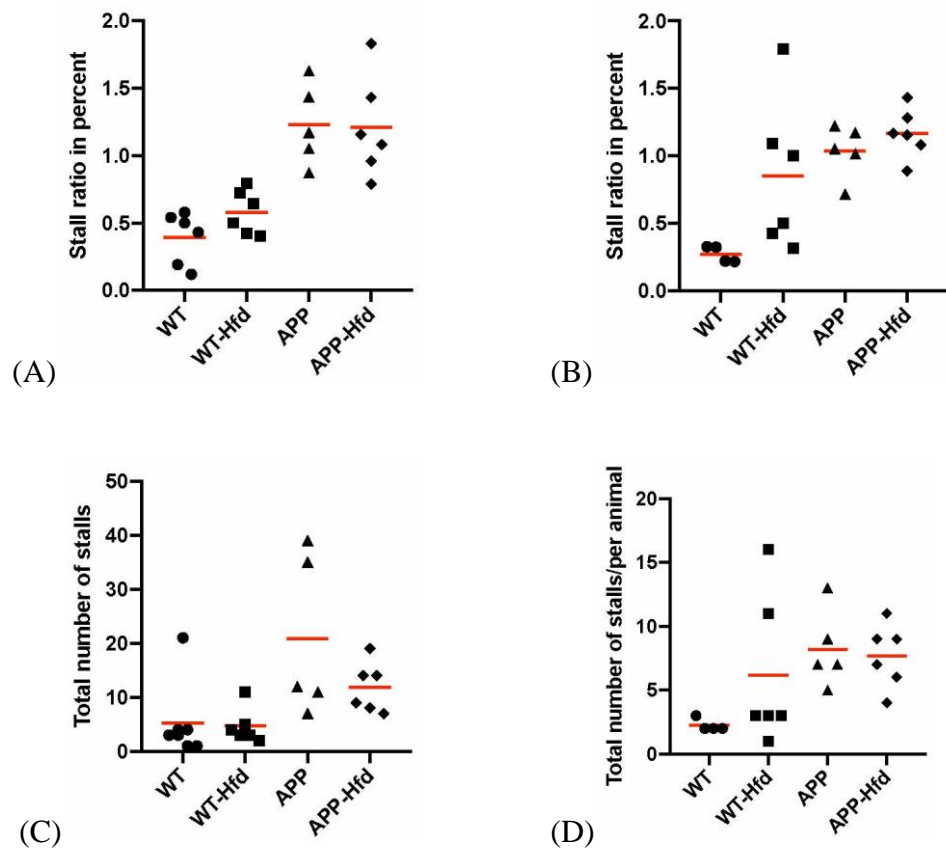 Stall ratio in percent
2.0
1.5
1.0
0.5
0.0
WT
WT-Hfd
APP
APP-Hfd
(A)
Stall ratio in percent
2.0
1.5
1.0
0.5
0.0
WT
WT-Hfd
APP
APP-Hfd
(B)
Total number of stalls
50
40
30
20
10
0
WT
WT-Hfd
APP
APP-Hfd
(C)
Total number of stalls/per animal
20
15
10
5
0
WT
WT-Hfd
APP
APP-Hfd
(D)